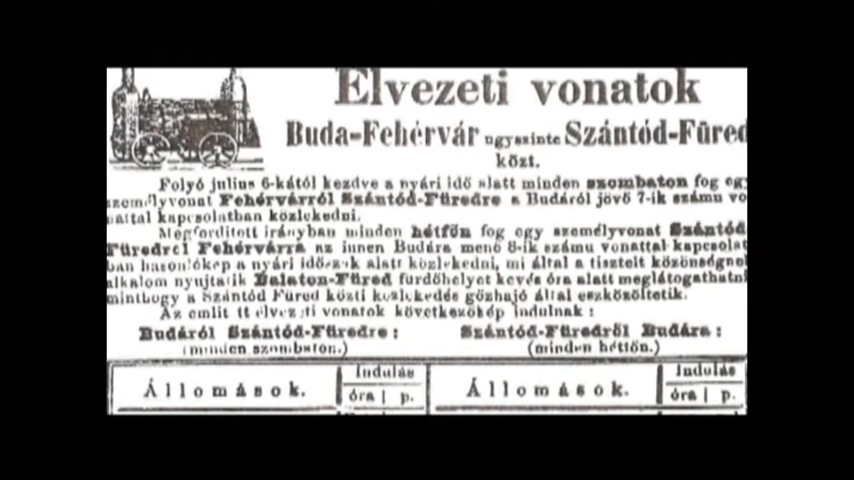 Élvezeti vonatok
Buda-Fehérvár ugyszinte Szántód-Füred
közt.
Folyó julius 6-kától kezdve a nyári idő alatt minden szombaton fog egy
személyvonat Fehérvárról Szántód-Füredre a Budáról jövő 7-ik számu vo
nattal kapcsolatban közlekedni.
Megforditott irányban minden hétfőn fog egy személyvonat Szántód
Füredről Fehérvárra az innen Budára menő 8-ik számu vonattal kapcsolat
ban hasonlókép a nyári időszak alatt közlekedni, mi által a tisztelt közönségnek
alkalom nyujtatik Balaton-Füred fürdőhelyet kevés óra alatt meglátogathatni
minthogy a Szántód Füred közti közlekedés gőzhajó által eszközöltetik.
Az emlitett élvezeti vonatok következőkép indulnak:
Budáról Szántód-Füredre: Szántód-Füredről Budára:
(minden szombaton.) (minden hétfőn.)
Állomások. Indulás óra | p. Állomások. Indulás óra | p.